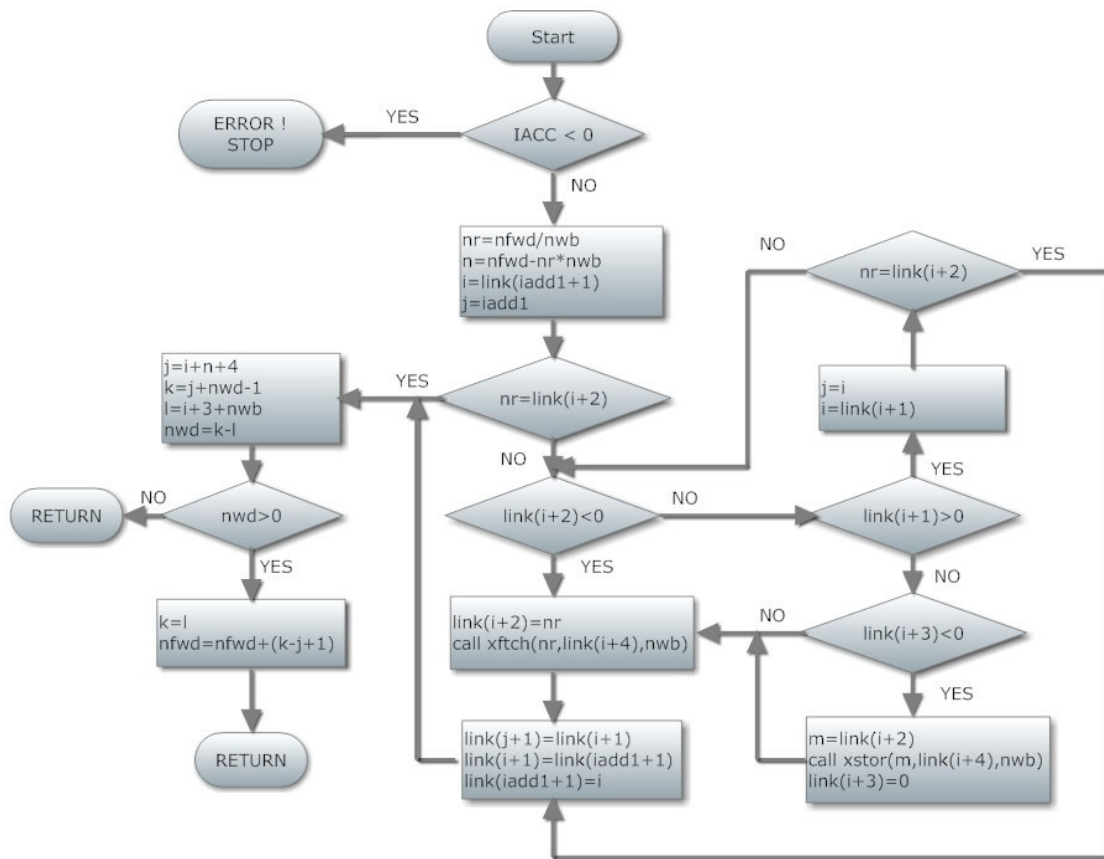 Start
IACC < 0
YES
ERROR !
STOP
NO
nr=nfwd/nwb
n=nfwd-nr*nwb
i=link(iadd1+1)
j=iadd1
nr=link(i+2)
YES
j=i+n+4
k=j+nwd-1
l=i+3+nwb
nwd=k-l
nwd>0
NO
RETURN
YES
k=l
nfwd=nfwd+(k-j+1)
RETURN
NO
link(i+2)<0
YES
link(i+2)=nr
call xftch(nr,link(i+4),nwb)
link(j+1)=link(i+1)
link(i+1)=link(iadd1+1)
link(iadd1+1)=i
NO
link(i+1)>0
YES
j=i
i=link(i+1)
nr=link(i+2)
NO
YES
NO
link(i+3)<0
NO
YES
m=link(i+2)
call xstor(m,link(i+4),nwb)
link(i+3)=0